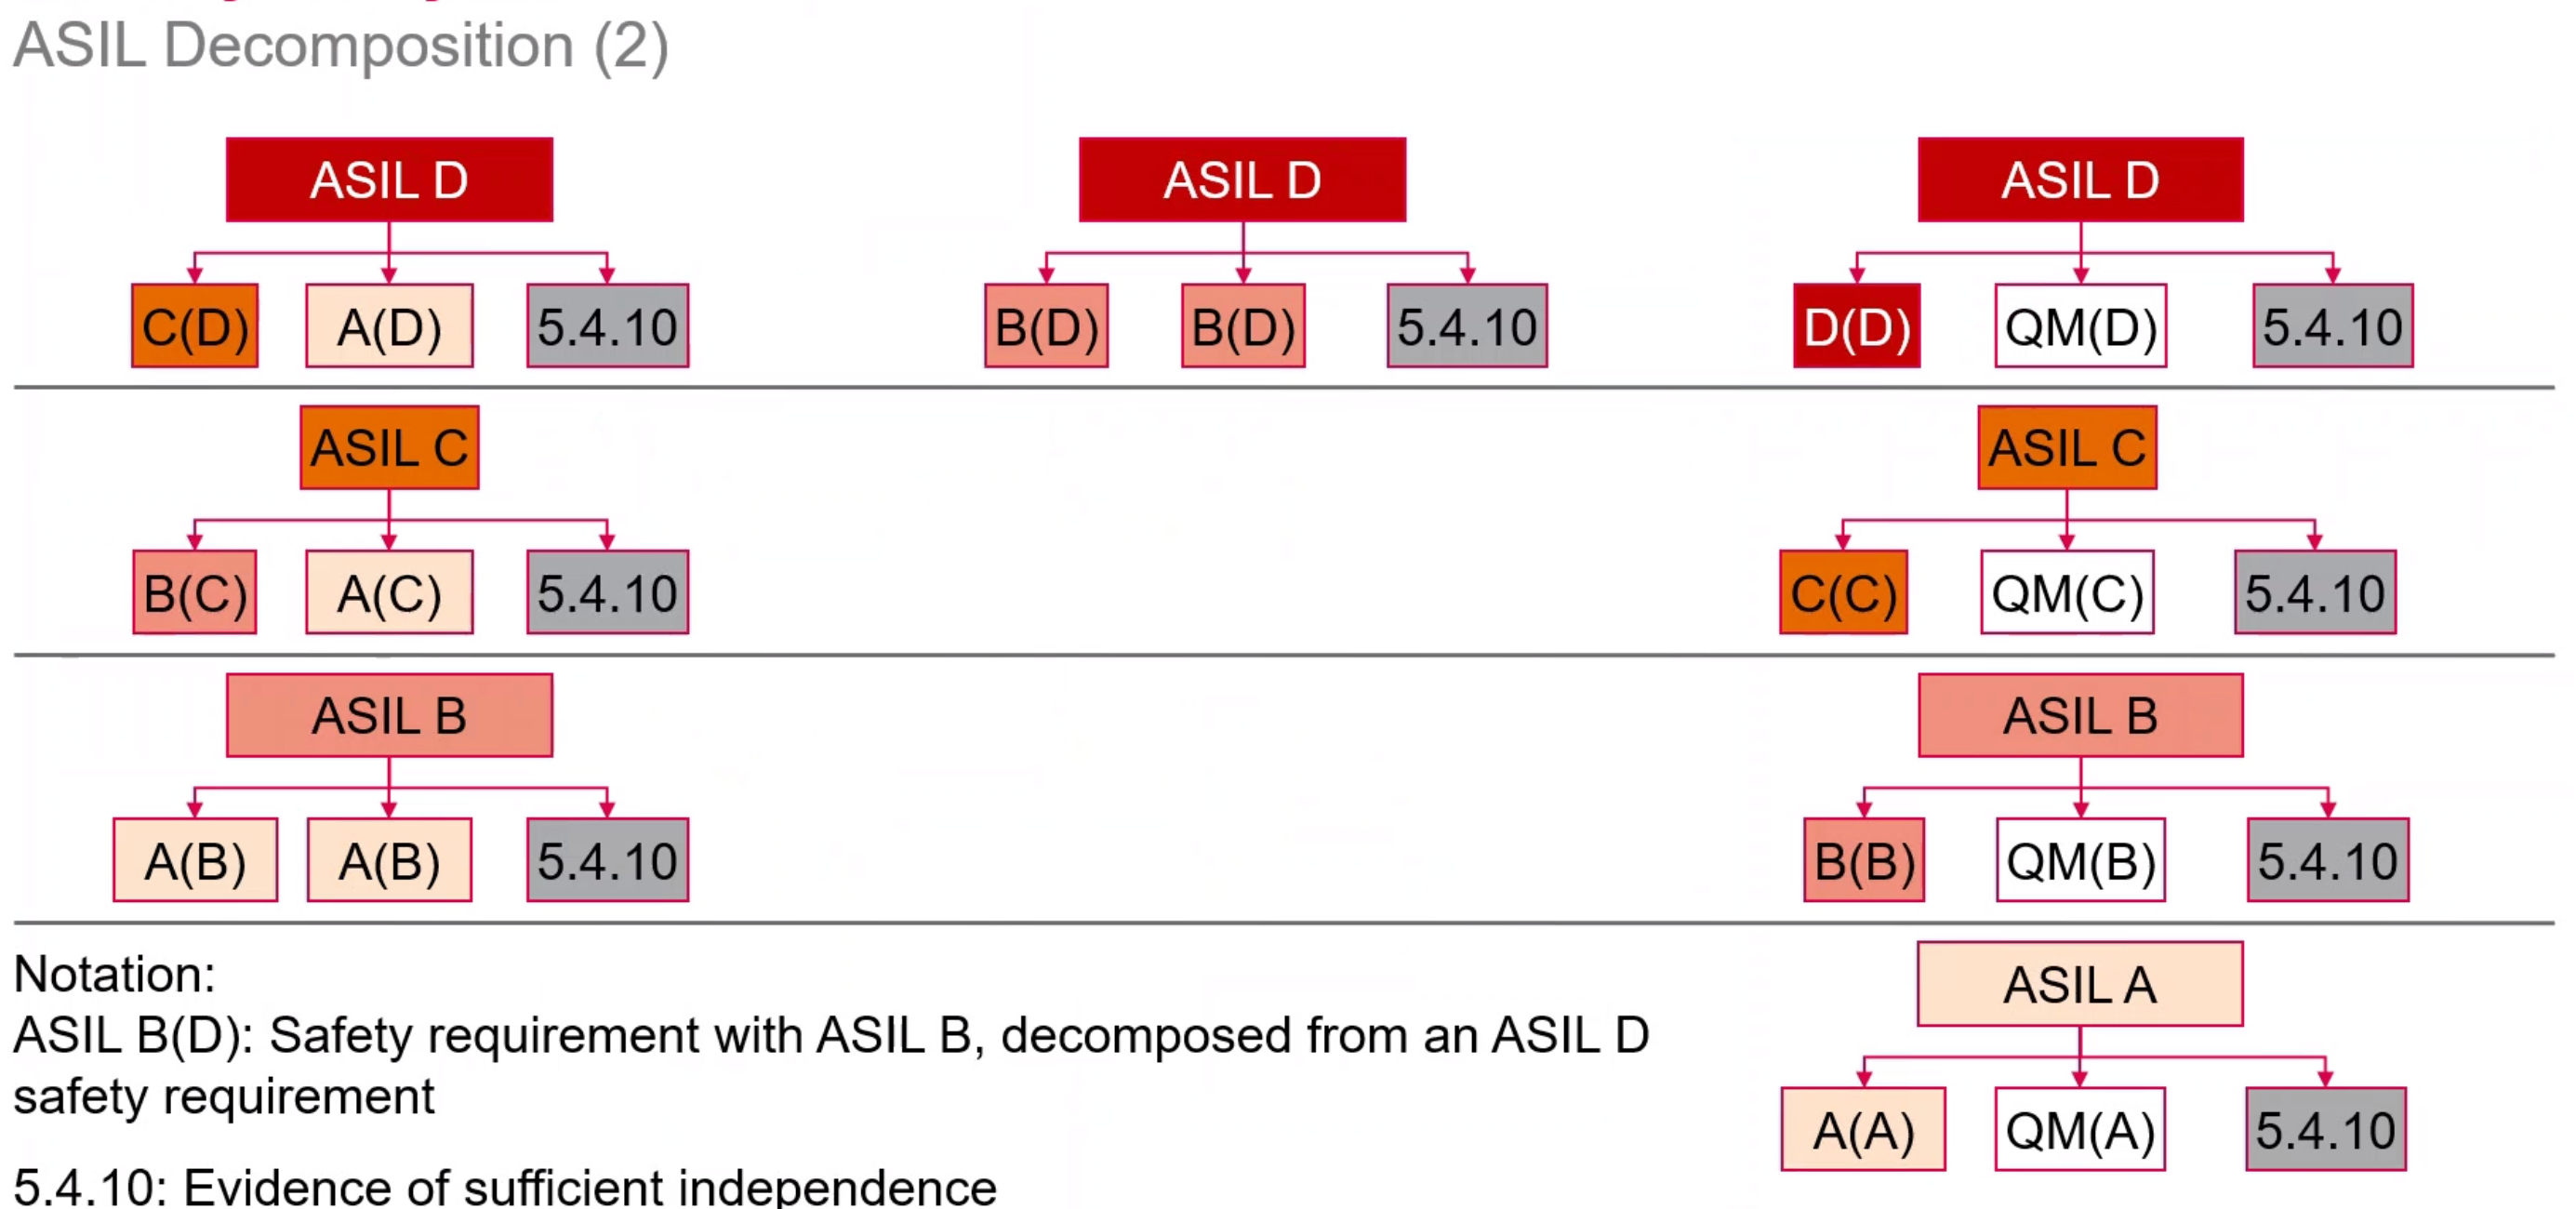 ASIL Decomposition (2)
ASIL D
ASIL D
ASIL D
C(D) A(D) 5.4.10
B(D) B(D) 5.4.10
D(D) QM(D) 5.4.10
ASIL C
ASIL C
B(C) A(C) 5.4.10
C(C) QM(C) 5.4.10
ASIL B
ASIL B
A(B) A(B) 5.4.10
B(B) QM(B) 5.4.10
Notation:
ASIL B(D): Safety requirement with ASIL B, decomposed from an ASIL D
safety requirement
5.4.10: Evidence of sufficient independence
ASIL A
A(A) QM(A) 5.4.10